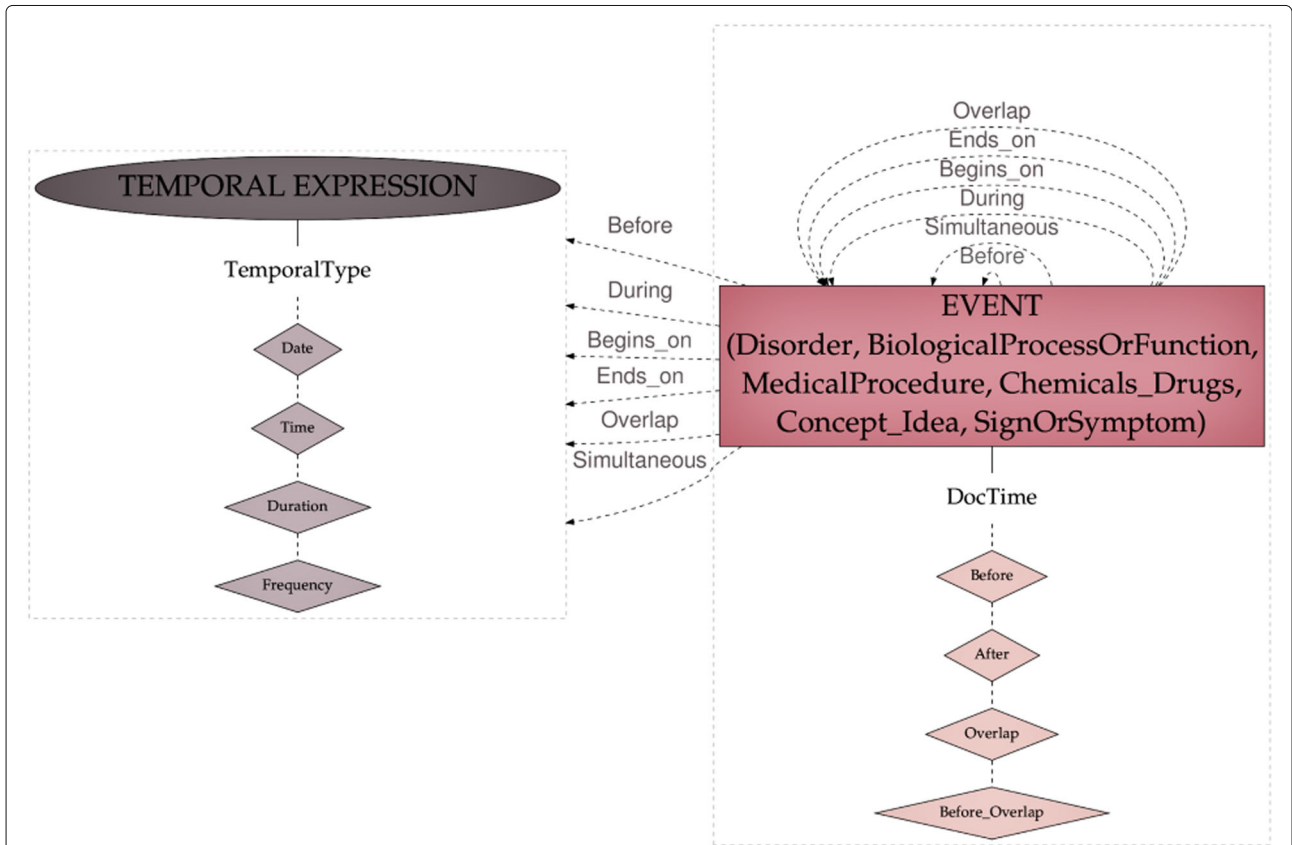 TEMPORAL EXPRESSION
TemporalType
Date
Time
Duration
Frequency
Before
During
Begins_on
Ends_on
Overlap
Simultaneous
Overlap
Ends_on
Begins_on
During
Simultaneous
Before
EVENT
(Disorder, BiologicalProcessOrFunction,
MedicalProcedure, Chemicals_Drugs,
Concept_Idea, SignOrSymptom)
DocTime
Before
After
Overlap
Before_Overlap